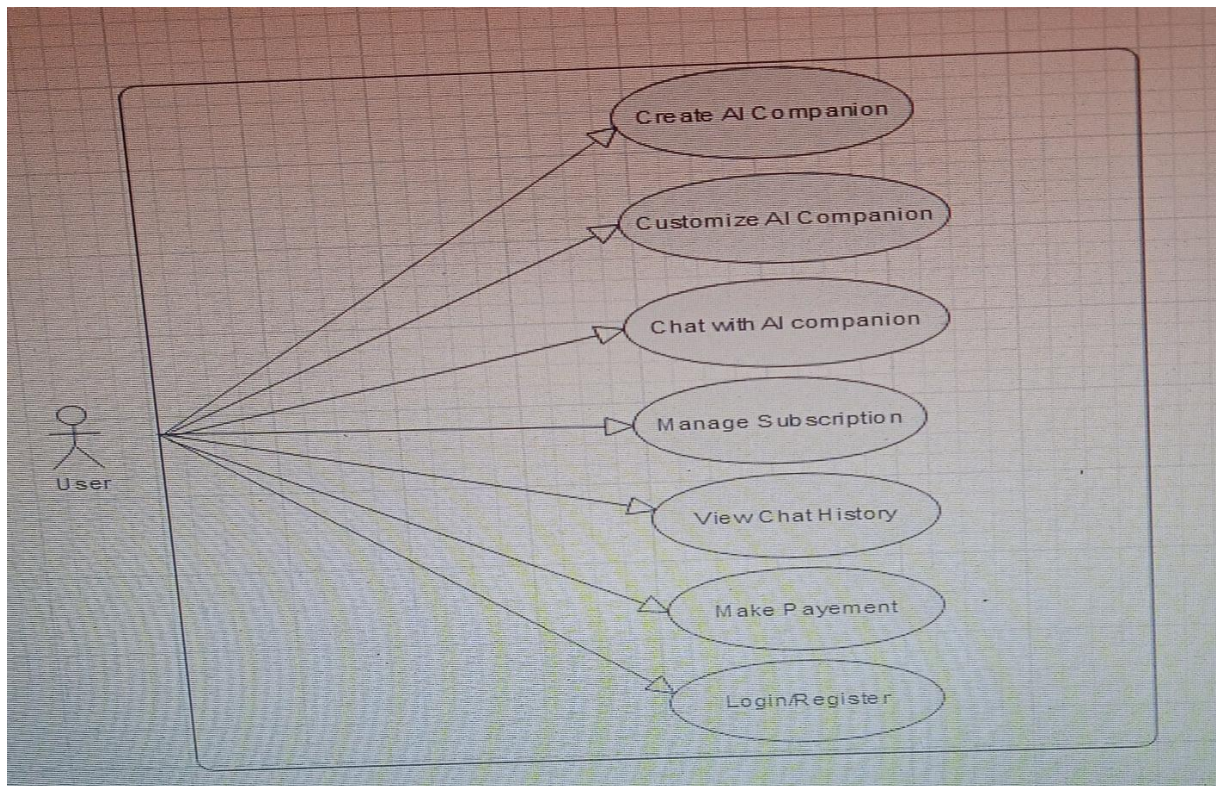 Create AI Companion
Customize AI Companion
Chat with AI companion
Manage Subscription
User
View Chat History
Make Payement
Login/Register